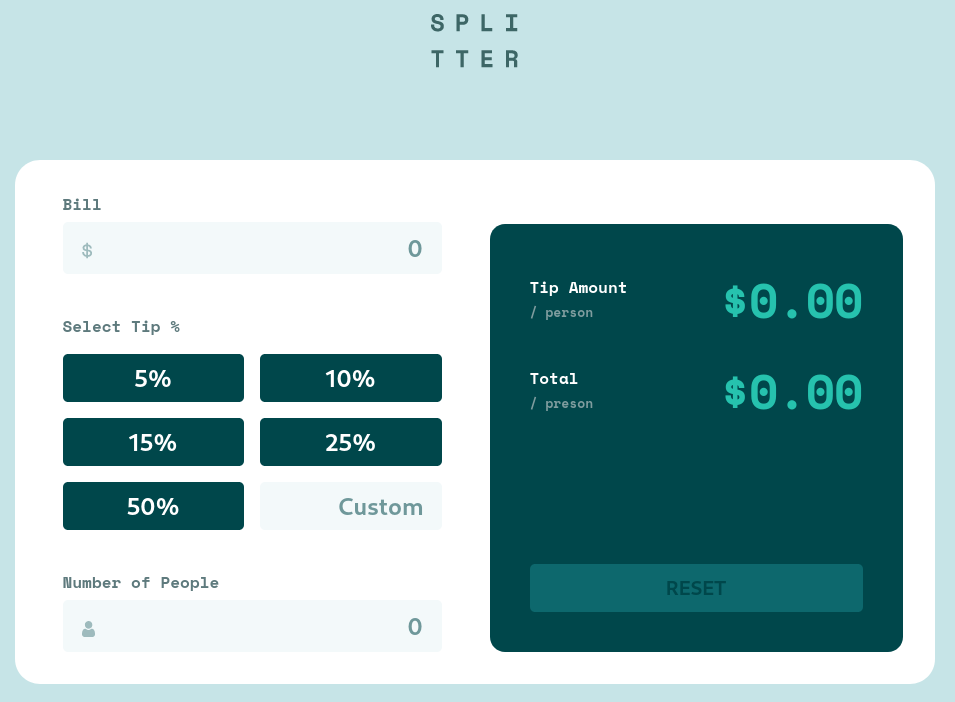 SPLI
TTER
Bill
$ 0
Select Tip %
5% 10%
15% 25%
50% Custom
Number of People
0
Tip Amount $0.00
/ person
Total $0.00
/ preson
RESET